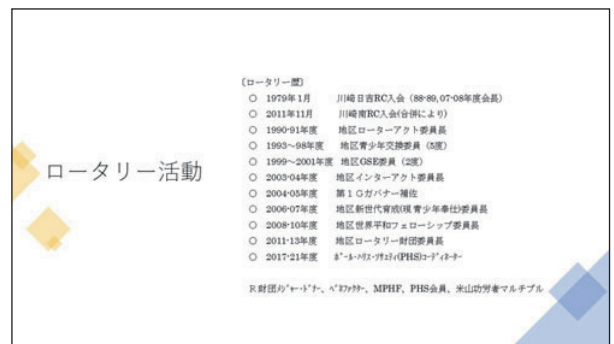 ロータリー活動
〔ロータリー歴〕
○ 1979年1月 川崎日吉RC入会（88-89,07-08年度会長）
○ 2011年11月 川崎南RC入会(合併により)
○ 1990-91年度 地区ローターアクト委員長
○ 1993～98年度 地区青少年交換委員（5度）
○ 1999～2001年度 地区GSE委員（2度）
○ 2003-04年度 地区インターアクト委員長
○ 2004-05年度 第１Gガバナー補佐
○ 2006-07年度 地区新世代育成(現 青少年奉仕)委員長
○ 2008-10年度 地区世界平和フェローシップ委員長
○ 2011-13年度 地区ロータリー財団委員長
○ 2017-21年度 ﾎﾟｰﾙ･ﾊﾘｽ･ｿｻｴﾃｨ(PHS)ｺｰﾃﾞｨﾈｰﾀｰ
R財団ﾒｼﾞｬｰ･ﾄﾞﾅｰ、ﾍﾞﾈﾌｧｸﾀｰ、MPHF、PHS会員、米山功労者マルチプル